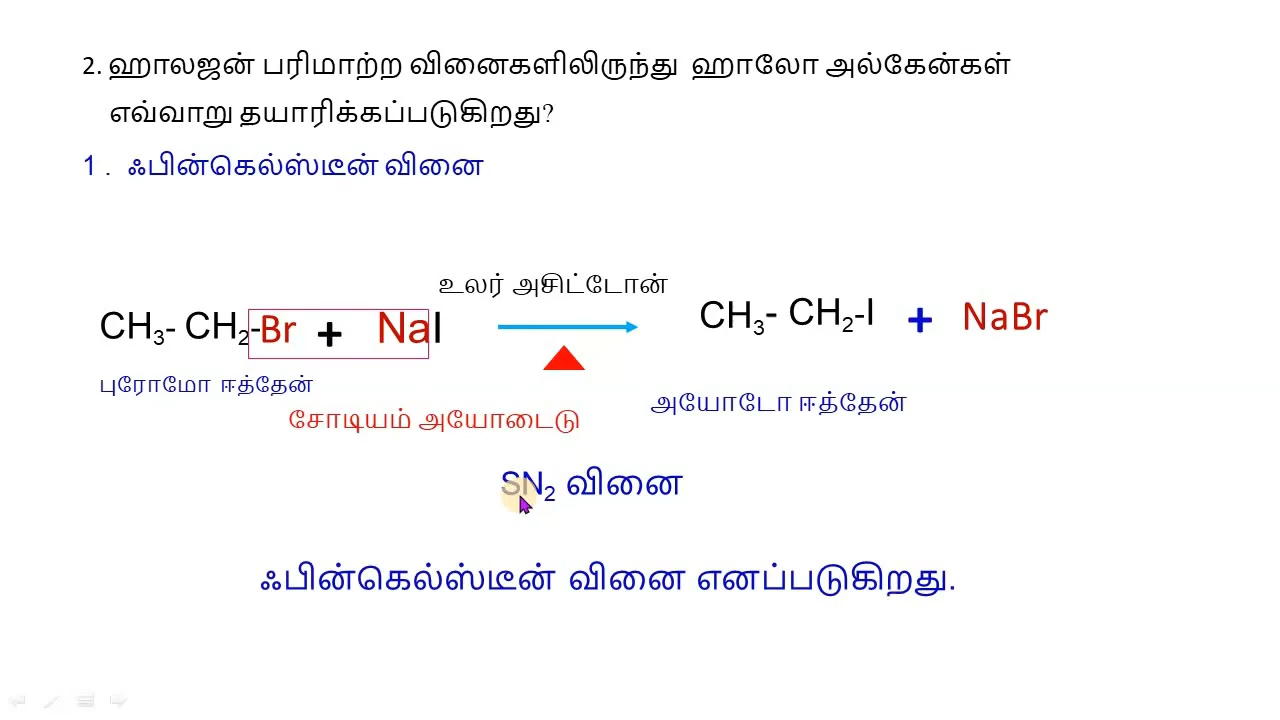 2. ஹாலஜன் பரிமாற்ற வினைகளிலிருந்து ஹாலோ அல்கேன்கள்
எவ்வாறு தயாரிக்கப்படுகிறது?
1 . ஃபின்கெல்ஸ்டீன் வினை
உலர் அசிட்டோன்
CH₃- CH₂-Br + NaI CH₃- CH₂-I + NaBr
புரோமோ ஈத்தேன்
சோடியம் அயோடைடு
அயோடோ ஈத்தேன்
SN₂ வினை
ஃபின்கெல்ஸ்டீன் வினை எனப்படுகிறது.